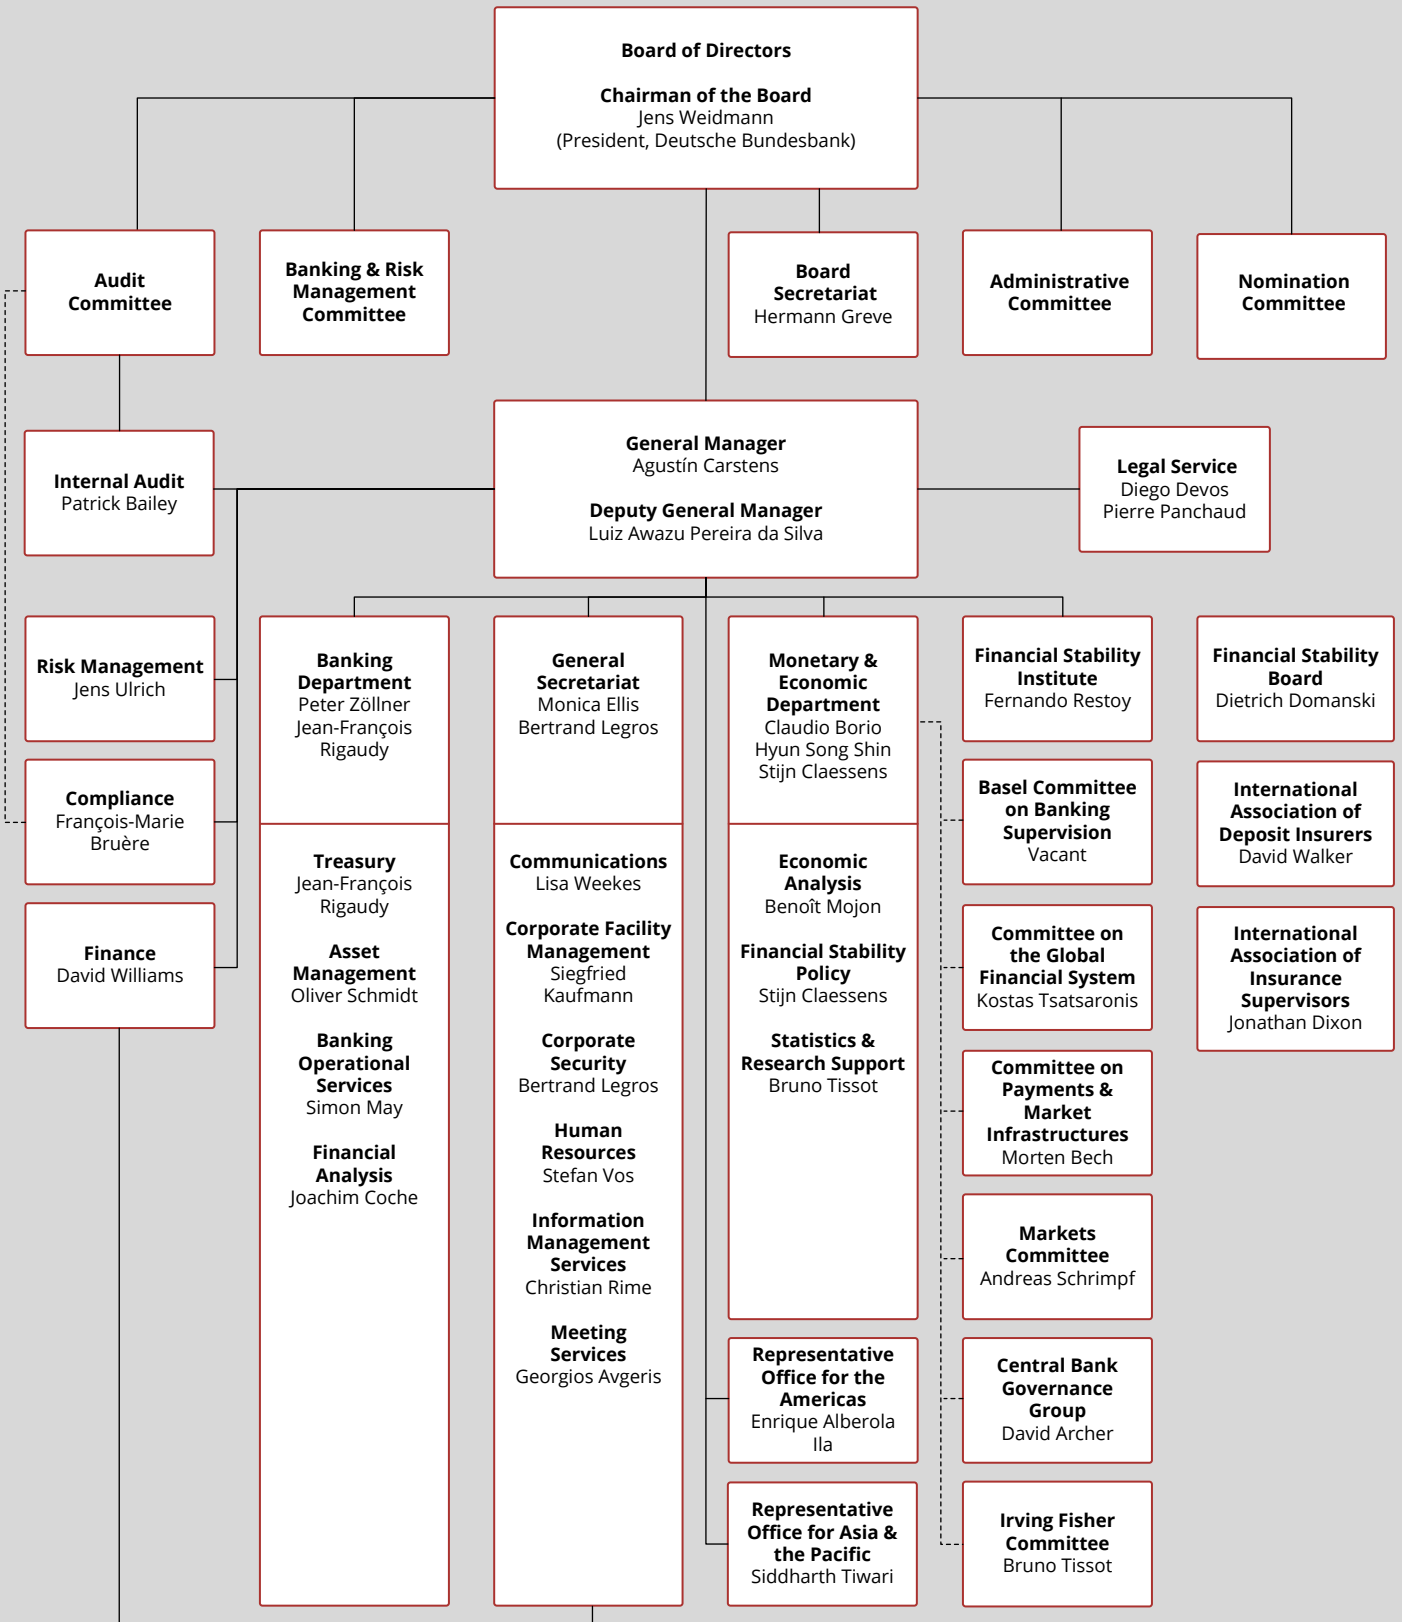 Board of Directors
Chairman of the Board
Jens Weidmann
(President, Deutsche Bundesbank)
Audit
Committee
Banking & Risk
Management
Committee
Board
Secretariat
Hermann Greve
Administrative
Committee
Nomination
Committee
Internal Audit
Patrick Bailey
General Manager
Agustín Carstens
Deputy General Manager
Luiz Awazu Pereira da Silva
Legal Service
Diego Devos
Pierre Panchaud
Risk Management
Jens Ulrich
Compliance
François-Marie
Bruère
Finance
David Williams
Banking
Department
Peter Zöllner
Jean-François
Rigaudy
Treasury
Jean-François
Rigaudy
Asset
Management
Oliver Schmidt
Banking
Operational
Services
Simon May
Financial
Analysis
Joachim Coche
General
Secretariat
Monica Ellis
Bertrand Legros
Communications
Lisa Weekes
Corporate Facility
Management
Siegfried
Kaufmann
Corporate
Security
Bertrand Legros
Human
Resources
Stefan Vos
Information
Management
Services
Christian Rime
Meeting
Services
Georgios Avgeris
Monetary &
Economic
Department
Claudio Borio
Hyun Song Shin
Stijn Claessens
Economic
Analysis
Benoît Mojon
Financial Stability
Policy
Stijn Claessens
Statistics &
Research Support
Bruno Tissot
Representative
Office for the
Americas
Enrique Alberola
Ila
Representative
Office for Asia &
the Pacific
Siddharth Tiwari
Financial Stability
Institute
Fernando Restoy
Basel Committee
on Banking
Supervision
Vacant
Committee on
the Global
Financial System
Kostas Tsatsaronis
Committee on
Payments &
Market
Infrastructures
Morten Bech
Markets
Committee
Andreas Schrimpf
Central Bank
Governance
Group
David Archer
Irving Fisher
Committee
Bruno Tissot
Financial Stability
Board
Dietrich Domanski
International
Association of
Deposit Insurers
David Walker
International
Association of
Insurance
Supervisors
Jonathan Dixon